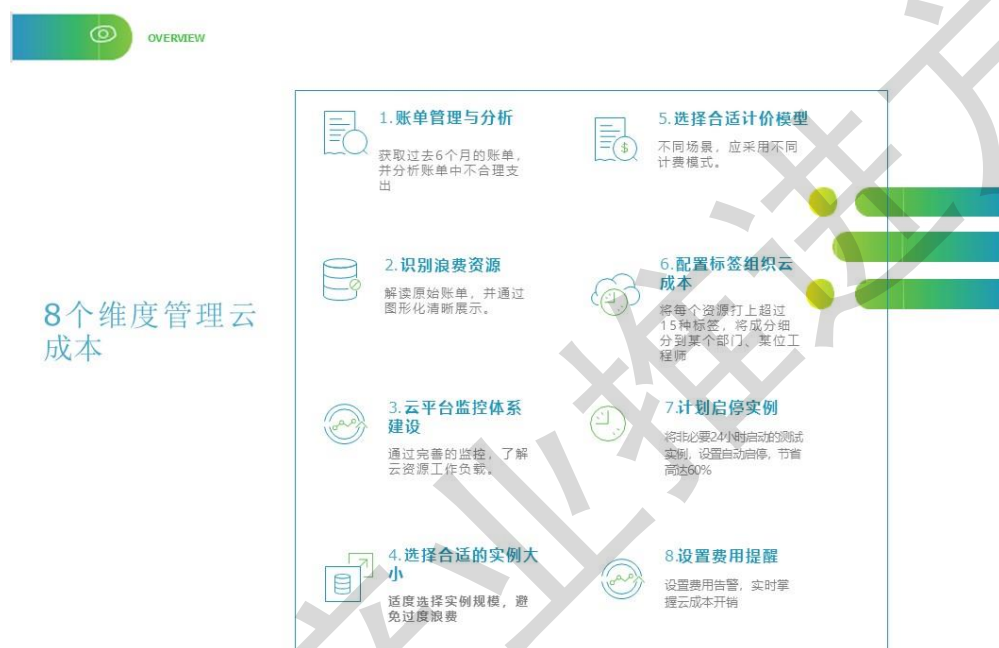 OVERVIEW
8个维度管理云
成本
1.账单管理与分析
获取过去6个月的账单,
并分析账单中不合理支
出
2.识别浪费资源
解读原始账单,并通过
图形化清晰展示。
3.云平台监控体系
建设
通过完善的监控,了解
云资源工作负载。
4.选择合适的实例大
小
适度选择实例规模,避
免过度浪费
5.选择合适计价模型
不同场景,应采用不同
计费模式。
6.配置标签组织云
成本
将每个资源打上超过
15种标签,将成分细
分到某个部门、某位工
程师
7.计划启停实例
将非必要24小时启动的测试
实例,设置自动启停,节省
高达60%
8.设置费用提醒
设置费用告警,实时掌
握云成本开销
产业推进方